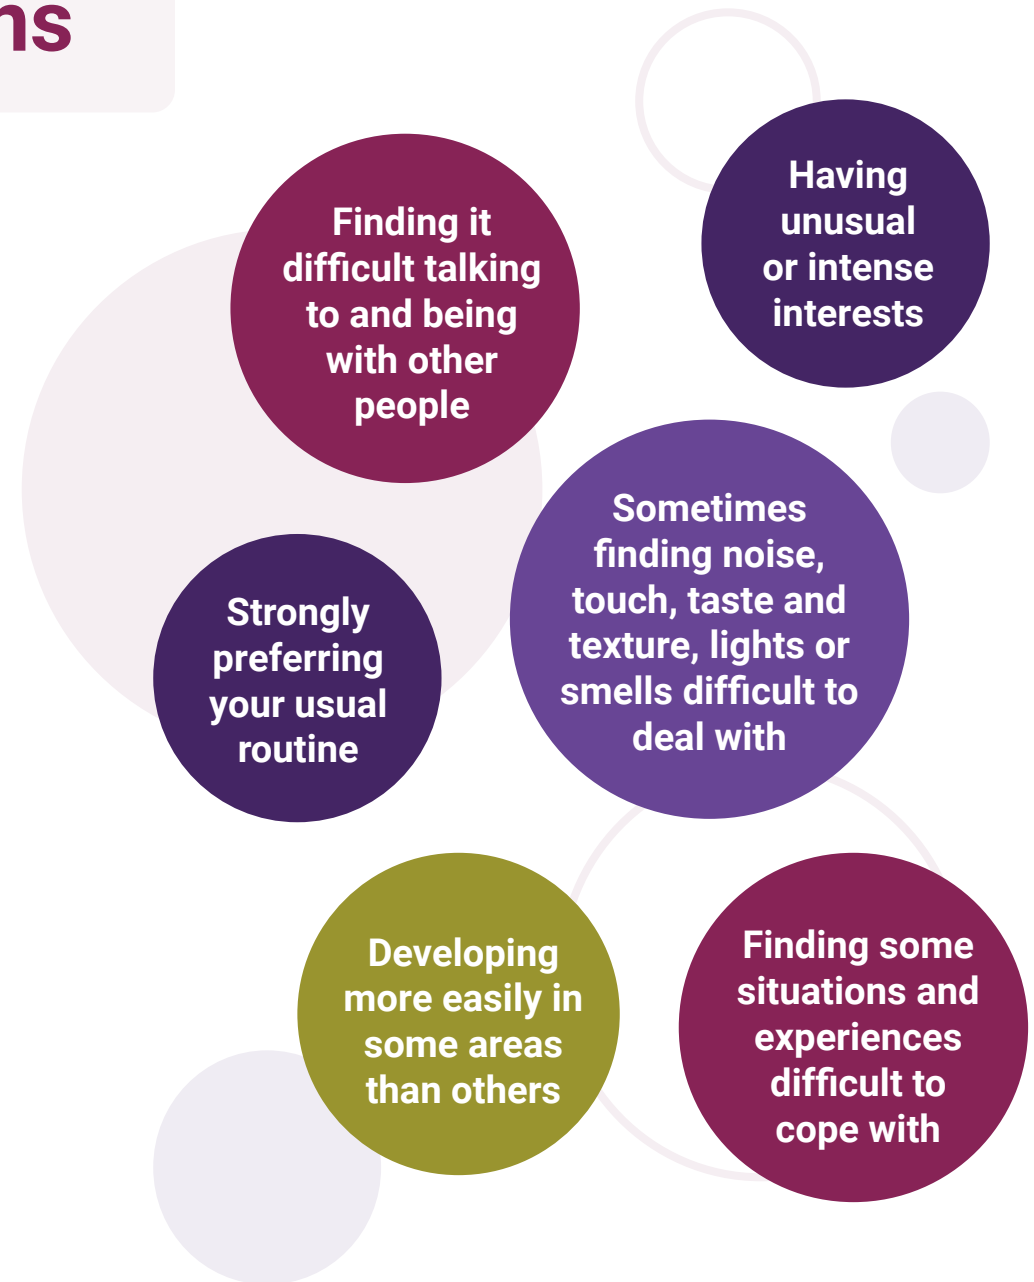 ns
Finding it
difficult talking
to and being
with other
people
Having
unusual
or intense
interests
Sometimes
finding noise,
touch, taste and
texture, lights or
smells difficult to
deal with
Strongly
preferring
your usual
routine
Developing
more easily in
some areas
than others
Finding some
situations and
experiences
difficult to
cope with